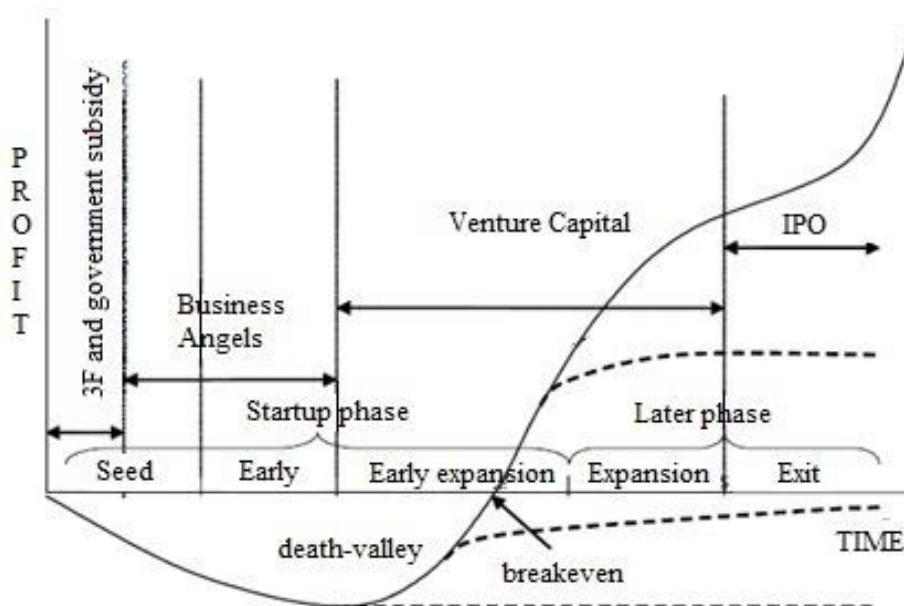 PROFIT
3F and government subsidy
Venture Capital
IPO
Business
Angels
Startup phase
Later phase
Seed
Early
Early expansion
Expansion
Exit
death-valley
breakeven
TIME